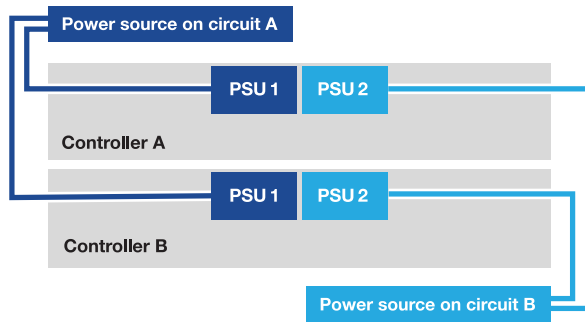 Power source on circuit A
PSU 1
PSU 2
Controller A
PSU 1
PSU 2
Controller B
Power source on circuit B